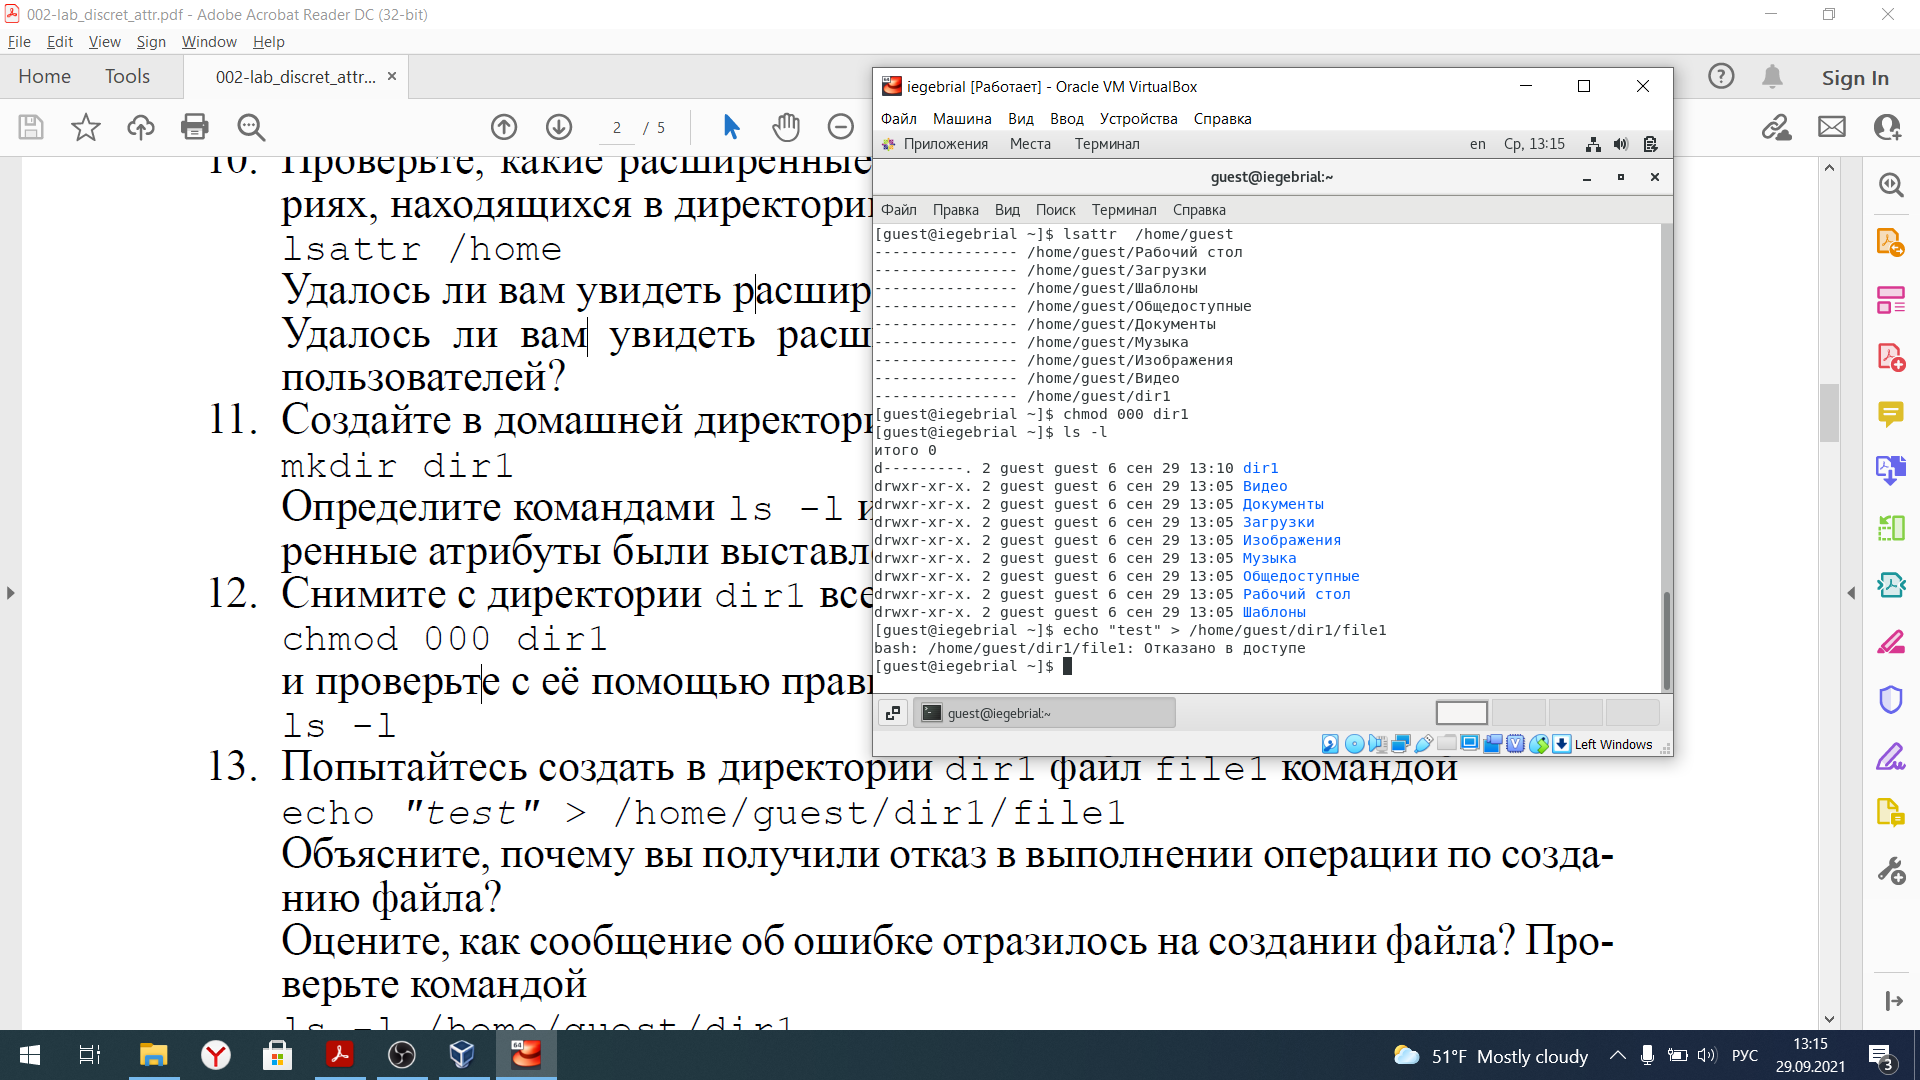 002-lab_discret_attr.pdf - Adobe Acrobat Reader DC (32-bit)
File Edit View Sign Window Help
Home Tools 002-lab_discret_attr... × Sign In
2 / 5
10. Проверьте, какие расширенные
риях, находящихся в директори
lsattr /home
Удалось ли вам увидеть расшир
Удалось ли вам увидеть расш
пользователей?
11. Создайте в домашней директори
mkdir dir1
Определите командами ls -l и
ренные атрибуты были выставл
12. Снимите с директории dir1 все
chmod 000 dir1
и проверьте с её помощью прав
ls -l
13. Попытайтесь создать в директории dir1 файл file1 командой
echo "test" > /home/guest/dir1/file1
Объясните, почему вы получили отказ в выполнении операции по созда-
нию файла?
Оцените, как сообщение об ошибке отразилось на создании файла? Про-
верьте командой
ls -l /home/guest/dir1
iegebrial [Работает] - Oracle VM VirtualBox
Файл Машина Вид Ввод Устройства Справка
Приложения Места Терминал en Ср, 13:15
guest@iegebrial:~
Файл Правка Вид Поиск Терминал Справка
[guest@iegebrial ~]$ lsattr  /home/guest
---------------- /home/guest/Рабочий стол
---------------- /home/guest/Загрузки
---------------- /home/guest/Шаблоны
---------------- /home/guest/Общедоступные
---------------- /home/guest/Документы
---------------- /home/guest/Музыка
---------------- /home/guest/Изображения
---------------- /home/guest/Видео
---------------- /home/guest/dir1
[guest@iegebrial ~]$ chmod 000 dir1
[guest@iegebrial ~]$ ls -l
итого 0
d---------. 2 guest guest 6 сен 29 13:10 dir1
drwxr-xr-x. 2 guest guest 6 сен 29 13:05 Видео
drwxr-xr-x. 2 guest guest 6 сен 29 13:05 Документы
drwxr-xr-x. 2 guest guest 6 сен 29 13:05 Загрузки
drwxr-xr-x. 2 guest guest 6 сен 29 13:05 Изображения
drwxr-xr-x. 2 guest guest 6 сен 29 13:05 Музыка
drwxr-xr-x. 2 guest guest 6 сен 29 13:05 Общедоступные
drwxr-xr-x. 2 guest guest 6 сен 29 13:05 Рабочий стол
drwxr-xr-x. 2 guest guest 6 сен 29 13:05 Шаблоны
[guest@iegebrial ~]$ echo "test" > /home/guest/dir1/file1
bash: /home/guest/dir1/file1: Отказано в доступе
[guest@iegebrial ~]$
guest@iegebrial:~
Left Windows
51°F Mostly cloudy РУС 13:15
29.09.2021
3